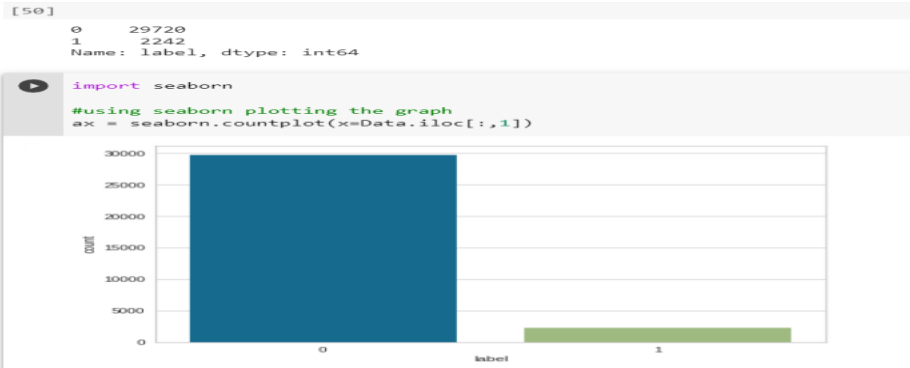 [50]
0 29720
1 2242
Name: label, dtype: int64
import seaborn
#using seaborn plotting the graph
ax = seaborn.countplot(x=Data.iloc[:,1])
30000
25000
20000
count
15000
10000
5000
0
0 1
label